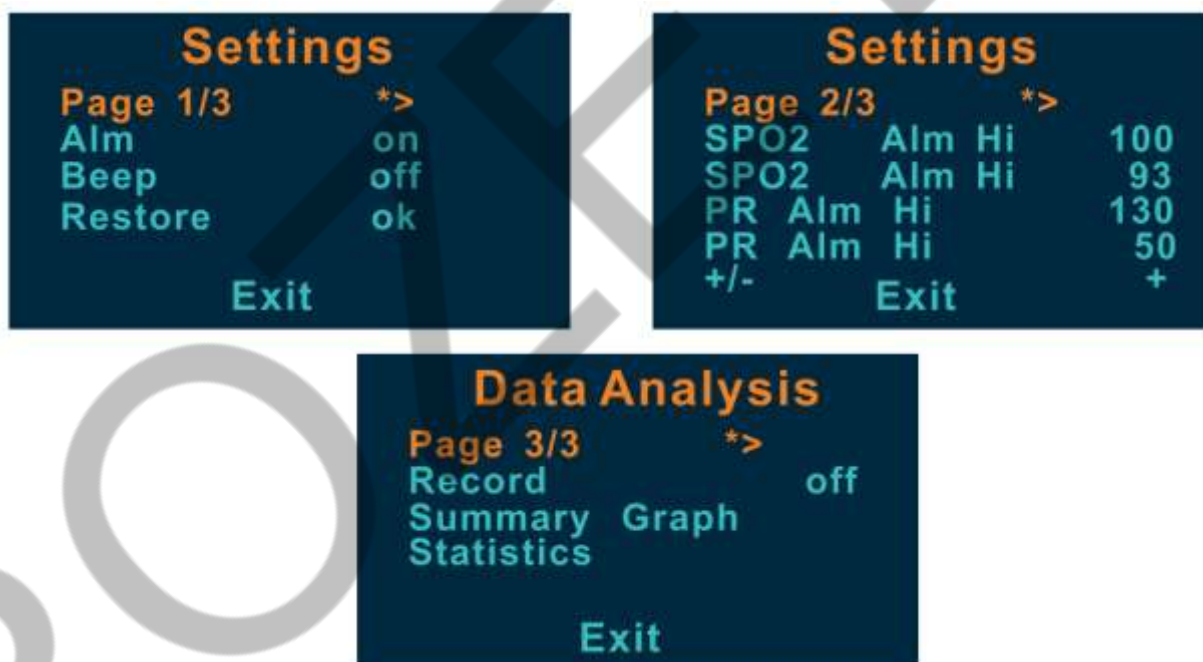 Settings
Page 1/3 *>
Alm on
Beep off
Restore ok
Exit
Settings
Page 2/3 *>
SPO2 Alm Hi 100
SPO2 Alm Hi 93
PR Alm Hi 130
PR Alm Hi 50
+/- +
Exit
Data Analysis
Page 3/3 *>
Record off
Summary Graph
Statistics
Exit